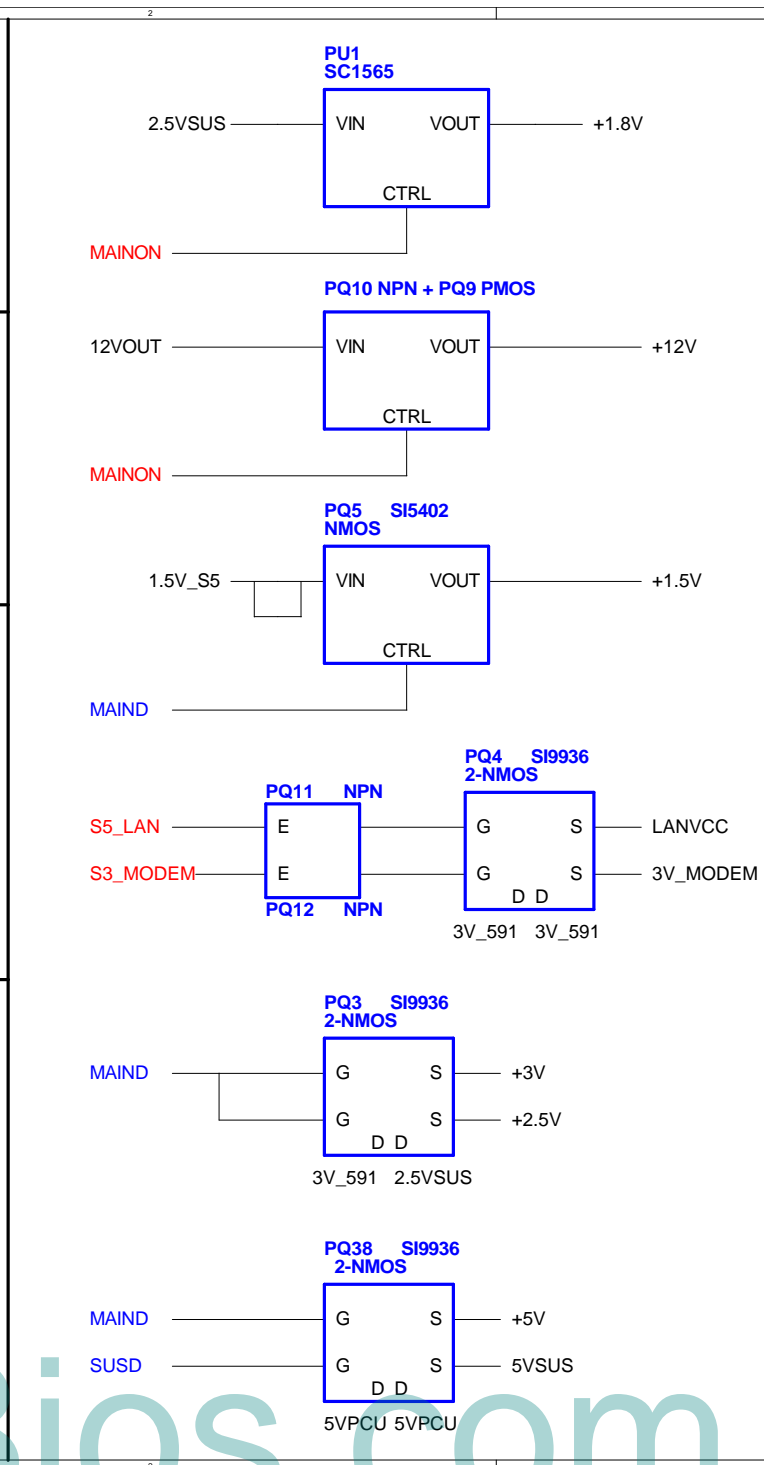 2
PU1
SC1565
2.5VSUS VIN VOUT +1.8V
CTRL
MAINON
PQ10 NPN + PQ9 PMOS
12VOUT VIN VOUT +12V
CTRL
MAINON
PQ5 SI5402
NMOS
1.5V_S5 VIN VOUT +1.5V
CTRL
MAIND
PQ4 SI9936
2-NMOS
PQ11 NPN
S5_LAN E G S LANVCC
S3_MODEM E G S 3V_MODEM
D D
PQ12 NPN
3V_591 3V_591
PQ3 SI9936
2-NMOS
MAIND G S +3V
G S +2.5V
D D
3V_591 2.5VSUS
PQ38 SI9936
2-NMOS
MAIND G S +5V
SUSD G S 5VSUS
D D
5VPCU 5VPCU
Bios.com